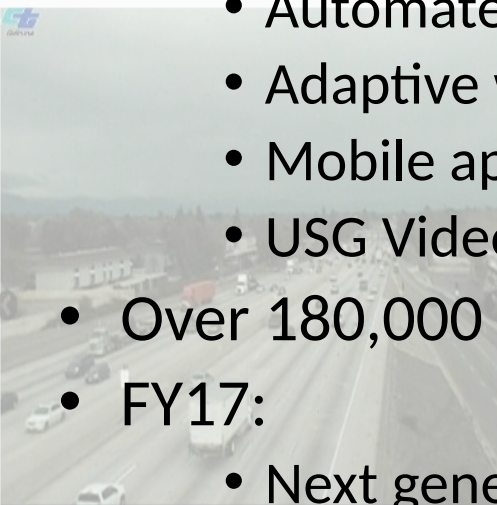 • Automate
• Adaptive
• Mobile ap
• USG Vide
• Over 180,000
• FY17:
• Next gene